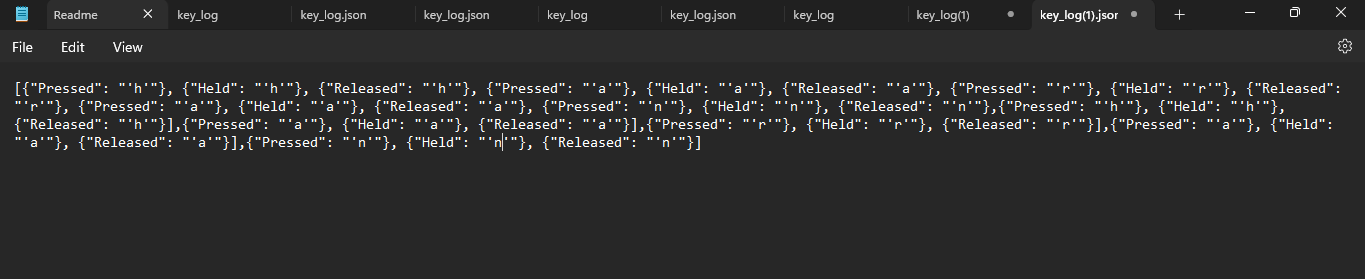 Readme key_log key_log.json key_log.json key_log key_log.json key_log key_log(1) key_log(1).jsor
File Edit View
[{"Pressed": "'h'"}, {"Held": "'h'"}, {"Released": "'h'"}, {"Pressed": "'a'"}, {"Held": "'a'"}, {"Released": "'a'"}, {"Pressed": "'r'"}, {"Held": "'r'"}, {"Released":
"'r'"}, {"Pressed": "'a'"}, {"Held": "'a'"}, {"Released": "'a'"}, {"Pressed": "'n'"}, {"Held": "'n'"}, {"Released": "'n'"},{"Pressed": "'h'"}, {"Held": "'h'"},
{"Released": "'h'"}],{"Pressed": "'a'"}, {"Held": "'a'"}, {"Released": "'a'"}],{"Pressed": "'r'"}, {"Held": "'r'"}, {"Released": "'r'"}],{"Pressed": "'a'"}, {"Held":
"'a'"}, {"Released": "'a'"}],{"Pressed": "'n'"}, {"Held": "'n'"}, {"Released": "'n'"}]